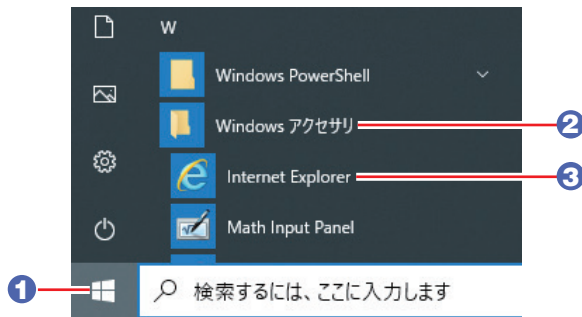 W
Windows PowerShell
Windows アクセサリ
2
Internet Explorer
3
Math Input Panel
1
検索するには、ここに入力します